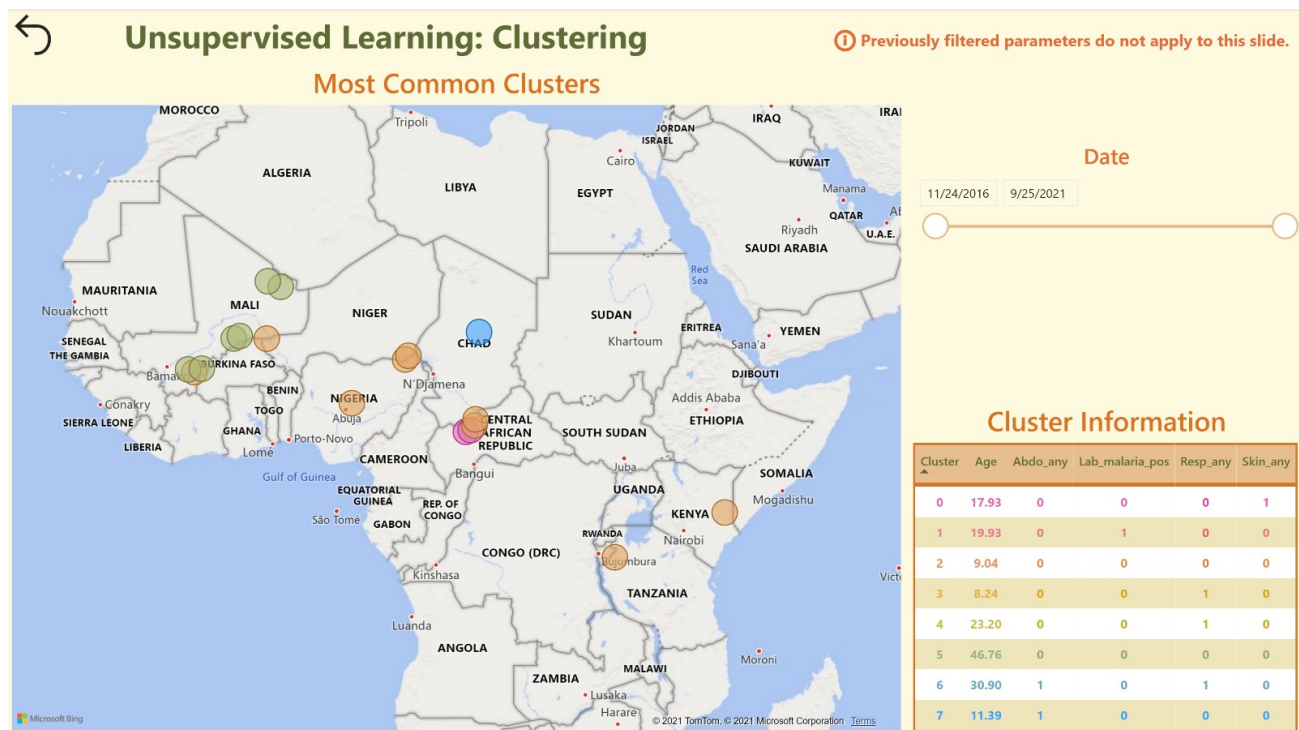 Unsupervised Learning: Clustering
Previously filtered parameters do not apply to this slide.
Most Common Clusters
MOROCCO
Tripoli
IRAQ
JORDAN
ISRAEL
Cairo
KUWAIT
ALGERIA
LIBYA
EGYPT
Manama
QATAR
Riyadh
U.A.E.
SAUDI ARABIA
Red
Sea
MAURITANIA
MALI
NIGER
Nouakchott
SUDAN
ERITREA
YEMEN
SENEGAL
Khartoum
Sana'a
CHAD
THE GAMBIA
BURKINA FASO
DJIBOUTI
N'Djamena
BENIN
NIGERIA
Addis Ababa
Conakry
TOGO
Abuja
SIERRA LEONE
GHANA
CENTRAL
AFRICAN
REPUBLIC
SOUTH SUDAN
ETHIOPIA
Porto-Novo
LIBERIA
Lomé
CAMEROON
Gulf of Guinea
Bangui
Juba
SOMALIA
EQUATORIAL
GUINEA
UGANDA
Mogadishu
REP. OF
CONGO
KENYA
São Tomé
GABON
RWANDA
Nairobi
CONGO (DRC)
Bujumbura
Kinshasa
TANZANIA
Luanda
ANGOLA
Moroni
MALAWI
ZAMBIA
Lusaka
Harare
Microsoft Bing
© 2021 TomTom, © 2021 Microsoft Corporation Terms
Date
11/24/2016 9/25/2021
Cluster Information
Cluster Age Abdo_any Lab_malaria_pos Resp_any Skin_any
0 17.93 0 0 0 1
1 19.93 0 1 0 0
2 9.04 0 0 0 0
3 8.24 0 0 1 0
4 23.20 0 0 1 0
5 46.76 0 0 0 0
6 30.90 1 0 1 0
7 11.39 1 0 0 0